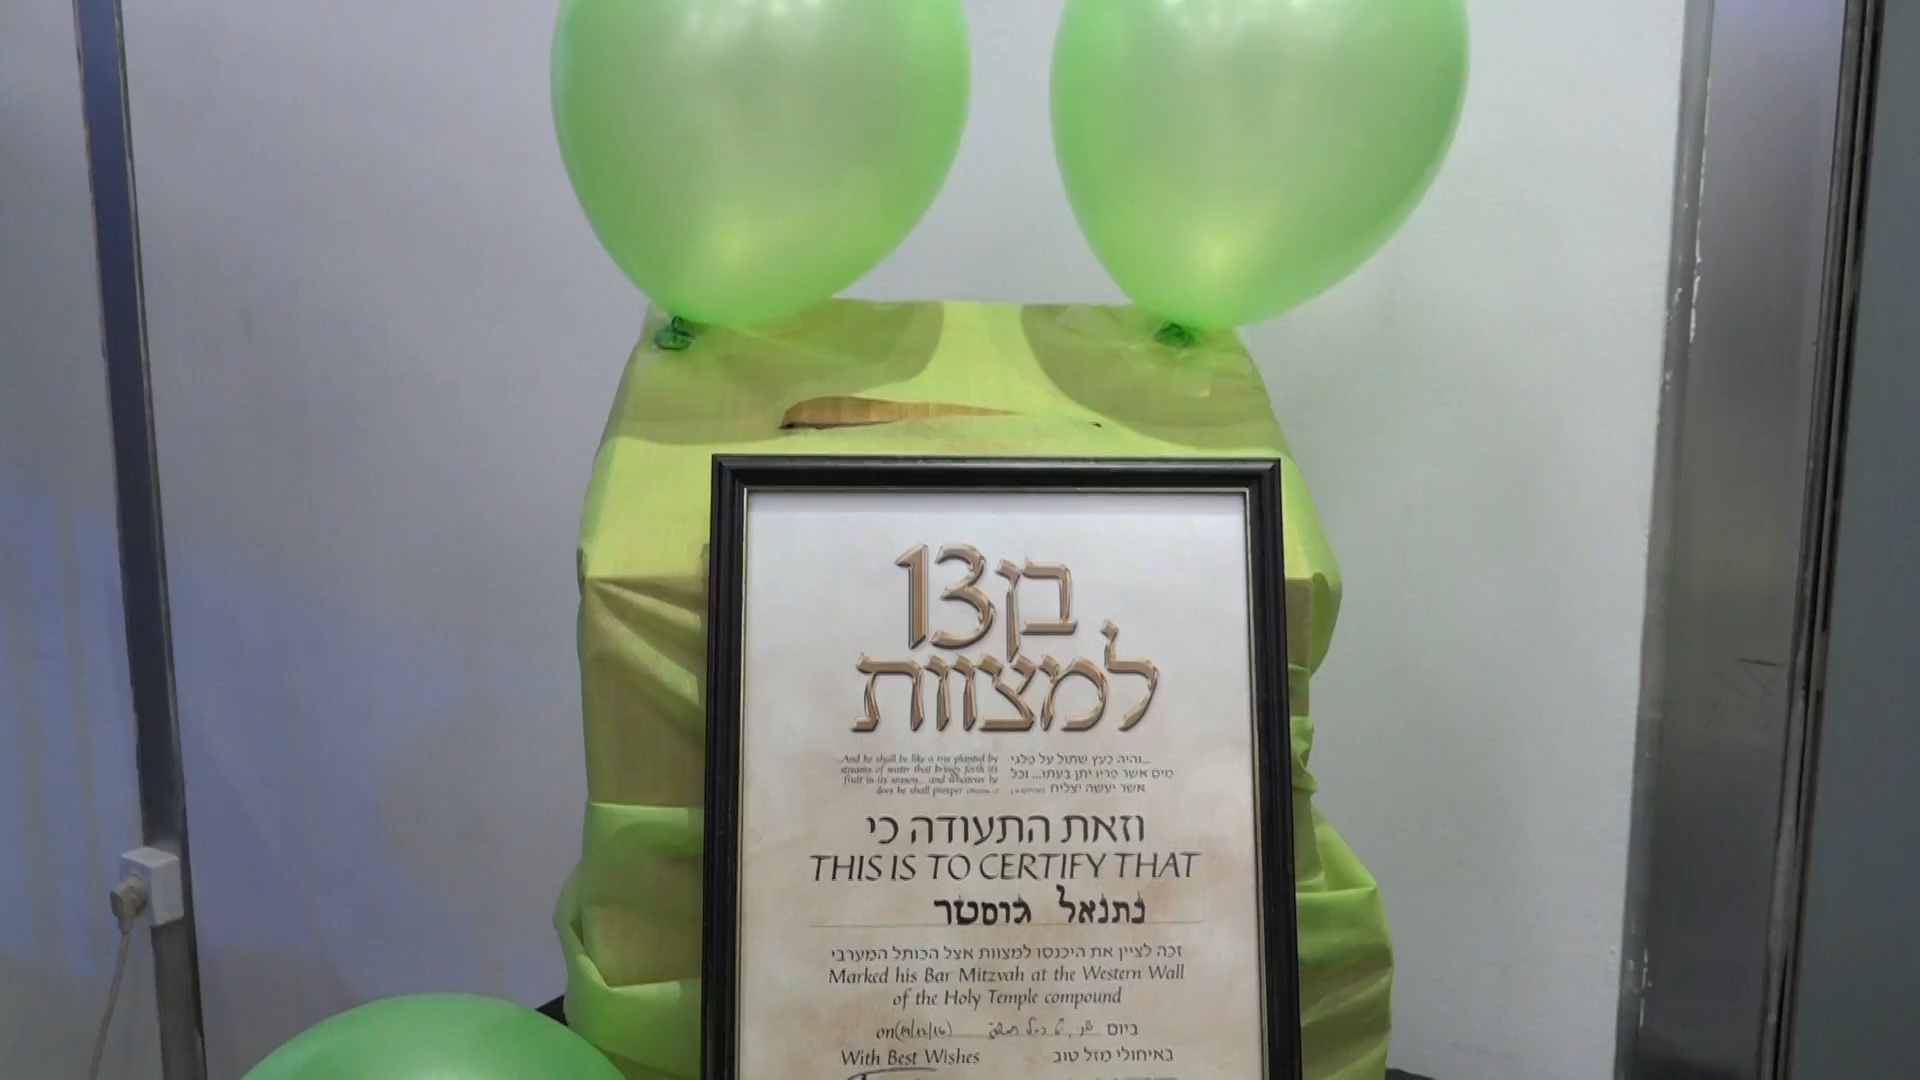 בן 13
למצוות
And he shall be like a tree planted by
streams of water that brings forth its
fruit in its season... and whatever he
does he shall prosper
...והיה כעץ שתול על פלגי
מים אשר פריו יתן בעתו... וכל
אשר יעשה יצליח
וזאת התעודה כי
THIS IS TO CERTIFY THAT
נתנאל גוסטר
זכה לציין את היכנסו למצוות אצל הכותל המערבי
Marked his Bar Mitzvah at the Western Wall
of the Holy Temple compound
on ביום
With Best Wishes באיחולי מזל טוב